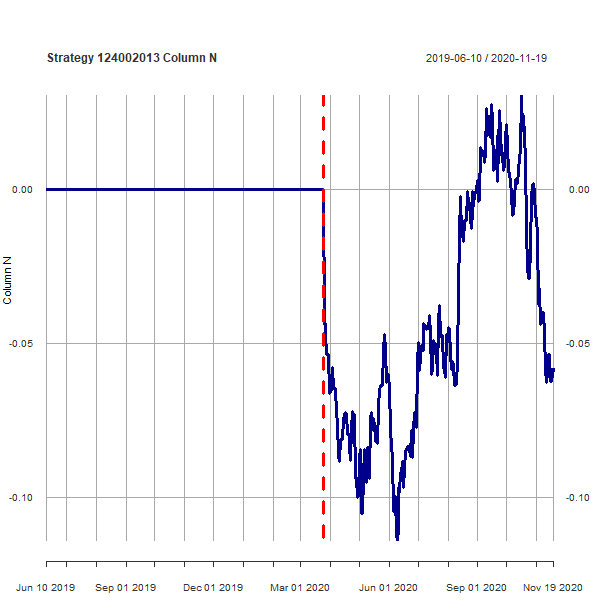 Strategy 124002013 Column N
2019-06-10 / 2020-11-19
Column N
0.00
0.00
-0.05
-0.05
-0.10
-0.10
Jun 10 2019
Sep 01 2019
Dec 01 2019
Mar 01 2020
Jun 01 2020
Sep 01 2020
Nov 19 2020